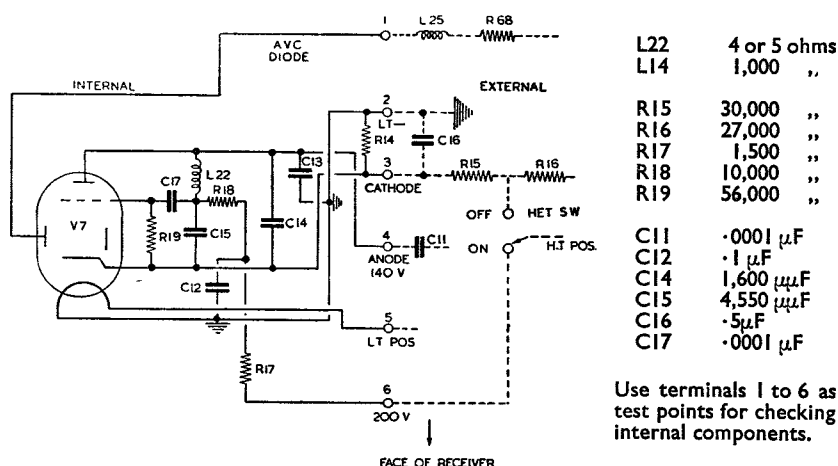 1
L25
R68
AVC
DIODE
INTERNAL
EXTERNAL
2
LT—
R14
C16
C13
3
CATHODE
R15
R16
C17
L22
R18
V7
R19
C15
C14
OFF
HET SW
4
C11
ON
H.T POS.
ANODE
140 V
C12
5
LT POS
R17
6
200 V
FACE OF RECEIVER
L22 4 or 5 ohms
L14 1,000 ,,
R15 30,000 ,,
R16 27,000 ,,
R17 1,500 ,,
R18 10,000 ,,
R19 56,000 ,,
C11 ·0001 μF
C12 ·1 μF
C14 1,600 μμF
C15 4,550 μμF
C16 ·5μF
C17 ·0001 μF
Use terminals 1 to 6 as
test points for checking
internal components.